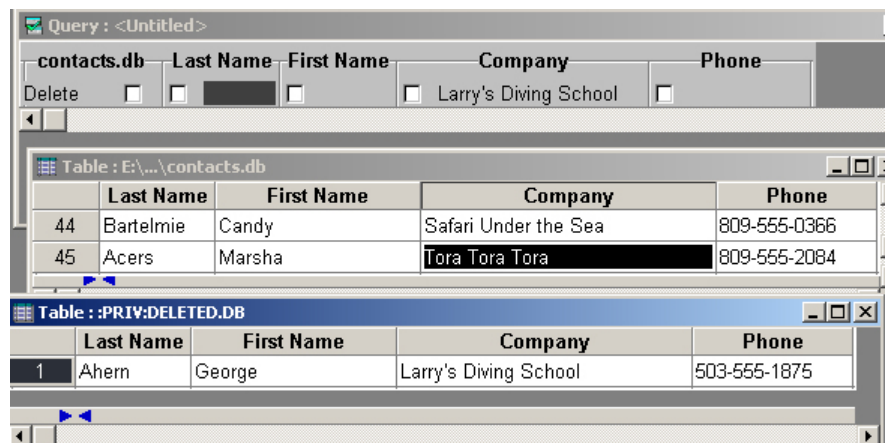 Query : <Untitled>
contacts.db Last Name First Name Company Phone
Delete Larry's Diving School
Table : E:\...\contacts.db
Last Name First Name Company Phone
44 Bartelmie Candy Safari Under the Sea 809-555-0366
45 Acers Marsha Tora Tora Tora 809-555-2084
Table : :PRIV:DELETED.DB
Last Name First Name Company Phone
1 Ahern George Larry's Diving School 503-555-1875